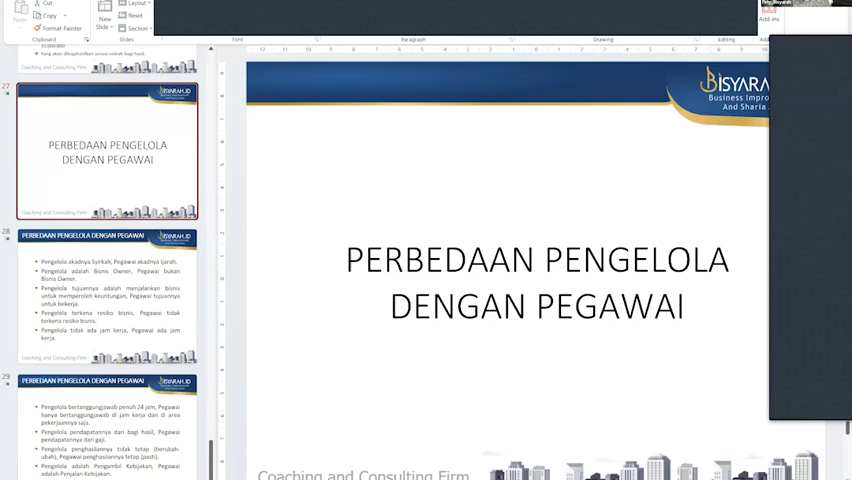 Cut
Copy
Format Painter
Paste
New
Slide
Layout
Reset
Section
Clipboard
Slides
Font
Paragraph
Drawing
Editing
Add-ins
Yang akan dibagihasilkan sesuai nisbah bagi hasil.
Coaching and Consulting Firm
27
BISYARAH.ID
PERBEDAAN PENGELOLA
DENGAN PEGAWAI
Coaching and Consulting Firm
28
PERBEDAAN PENGELOLA DENGAN PEGAWAI
BISYARAH.ID
Pengelola akadnya Syirkah, Pegawai akadnya Ijarah.
Pengelola adalah Bisnis Owner, Pegawai bukan
Bisnis Owner.
Pengelola tujuannya adalah menjalankan bisnis
untuk memperoleh keuntungan, Pegawai tujuannya
untuk bekerja.
Pengelola terkena resiko bisnis, Pegawai tidak
terkena resiko bisnis.
Pengelola tidak ada jam kerja, Pegawai ada jam
kerja.
Coaching and Consulting Firm
29
PERBEDAAN PENGELOLA DENGAN PEGAWAI
BISYARAH.ID
Pengelola bertanggungjawab penuh 24 jam, Pegawai
hanya bertanggungjawab di jam kerja dan di area
pekerjaannya saja.
Pengelola pendapatannya dari bagi hasil, Pegawai
pendapatannya dari gaji.
Pengelola penghasilannya tidak tetap (berubah-
ubah), Pegawai penghasilannya tetap (pasti).
Pengelola adalah Pengambil Kebijakan, Pegawai
adalah Penjalan Kebijakan.
BISYARA
Business Impro
And Sharia
PERBEDAAN PENGELOLA
DENGAN PEGAWAI
Coaching and Consulting Firm